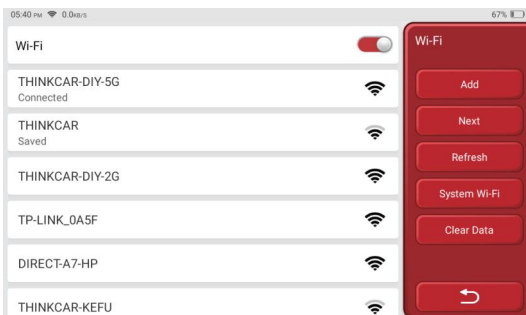 05:40 PM 0.0KB/S
67%
Wi-Fi
THINKCAR-DIY-5G
Connected
THINKCAR
Saved
THINKCAR-DIY-2G
TP-LINK_0A5F
DIRECT-A7-HP
THINKCAR-KEFU
Wi-Fi
Add
Next
Refresh
System Wi-Fi
Clear Data